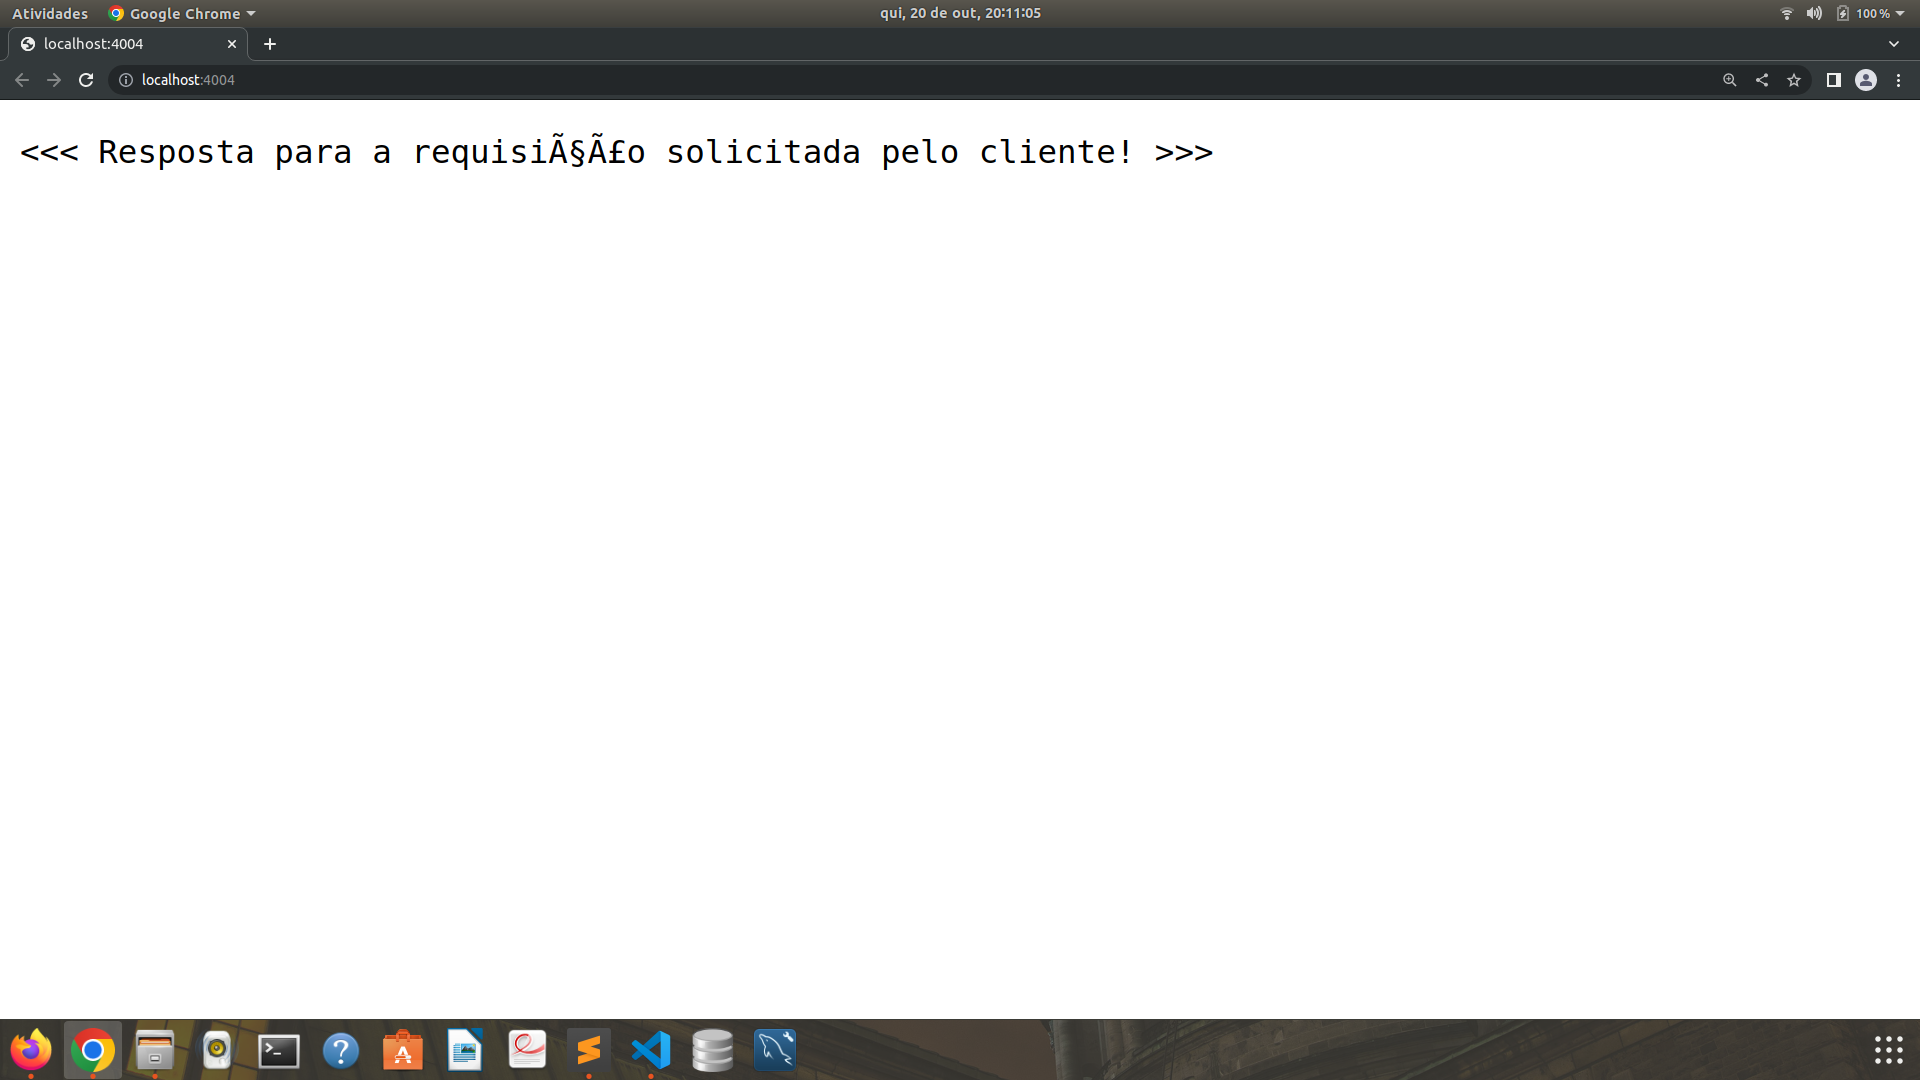 Atividades Google Chrome qui, 20 de out, 20:11:05 100 %
localhost:4004
localhost:4004
<<< Resposta para a requisiÃ§Ã£o solicitada pelo cliente! >>>